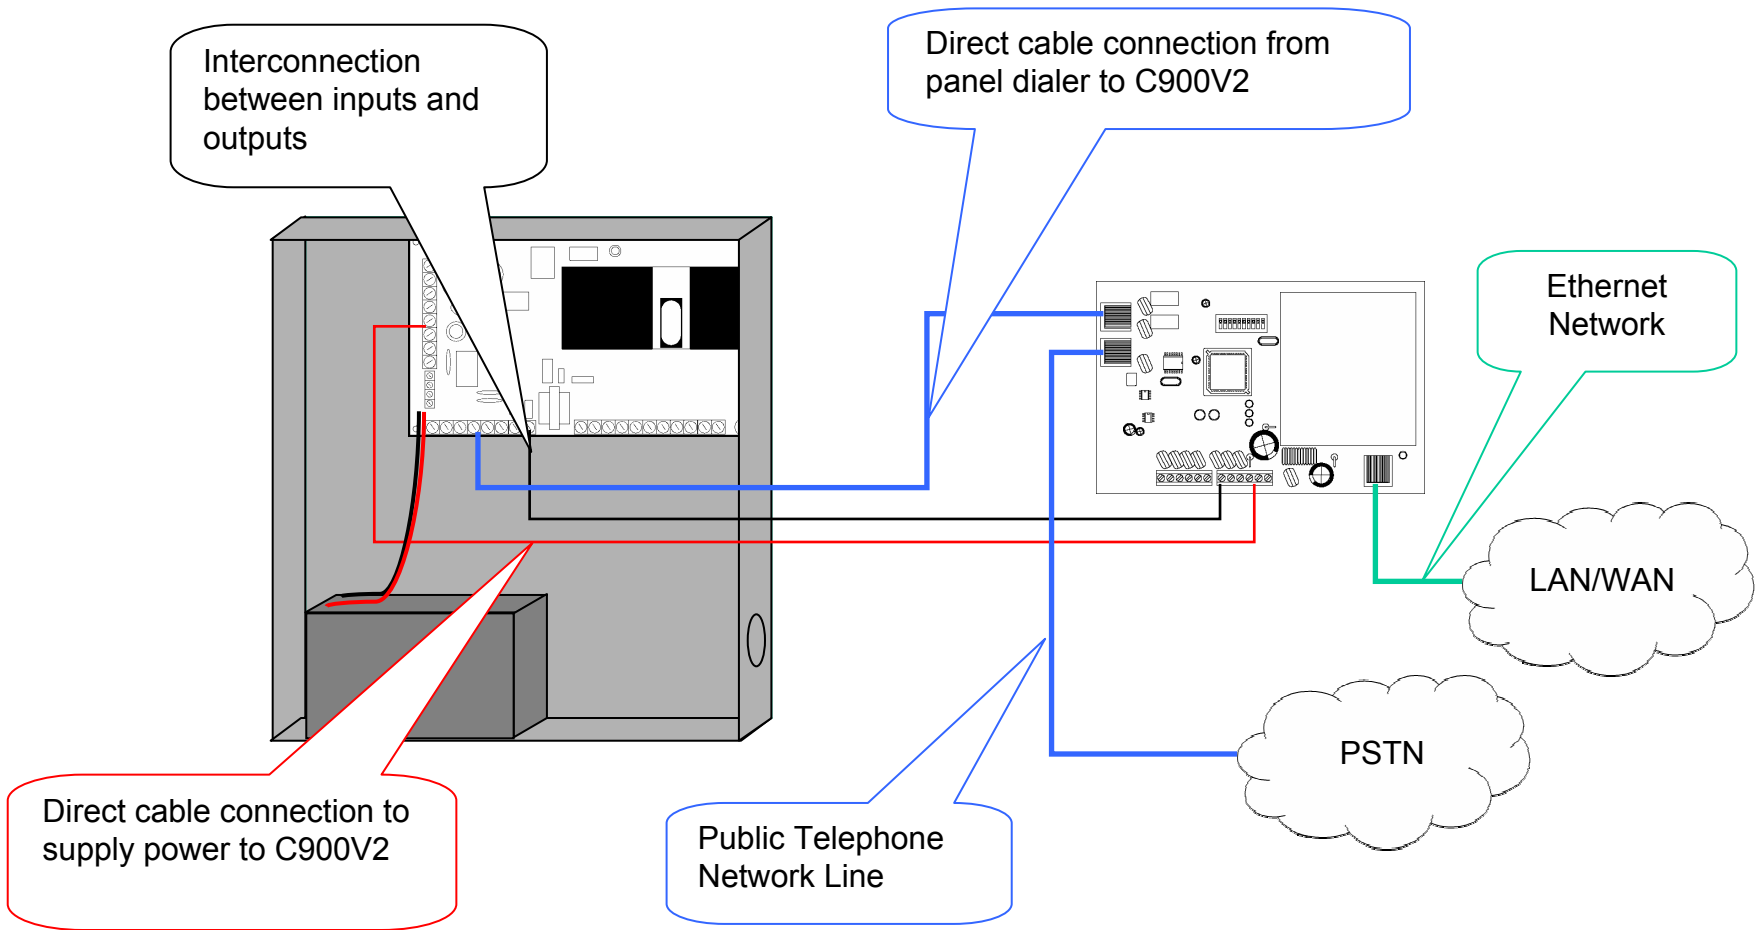 Interconnection
between inputs and
outputs
Direct cable connection from
panel dialer to C900V2
Ethernet
Network
LAN/WAN
PSTN
Direct cable connection to
supply power to C900V2
Public Telephone
Network Line